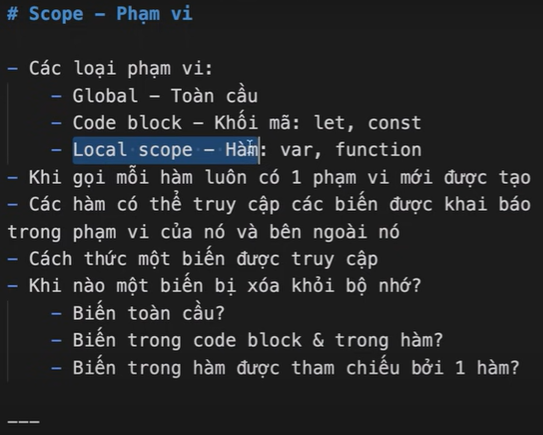 # Scope - Phạm vi
- Các loại phạm vi:
- Global - Toàn cầu
- Code block - Khối mã: let, const
- Local scope - Hàm: var, function
- Khi gọi mỗi hàm luôn có 1 phạm vi mới được tạo
- Các hàm có thể truy cập các biến được khai báo
trong phạm vi của nó và bên ngoài nó
- Cách thức một biến được truy cập
- Khi nào một biến bị xóa khỏi bộ nhớ?
- Biến toàn cầu?
- Biến trong code block & trong hàm?
- Biến trong hàm được tham chiếu bởi 1 hàm?
---